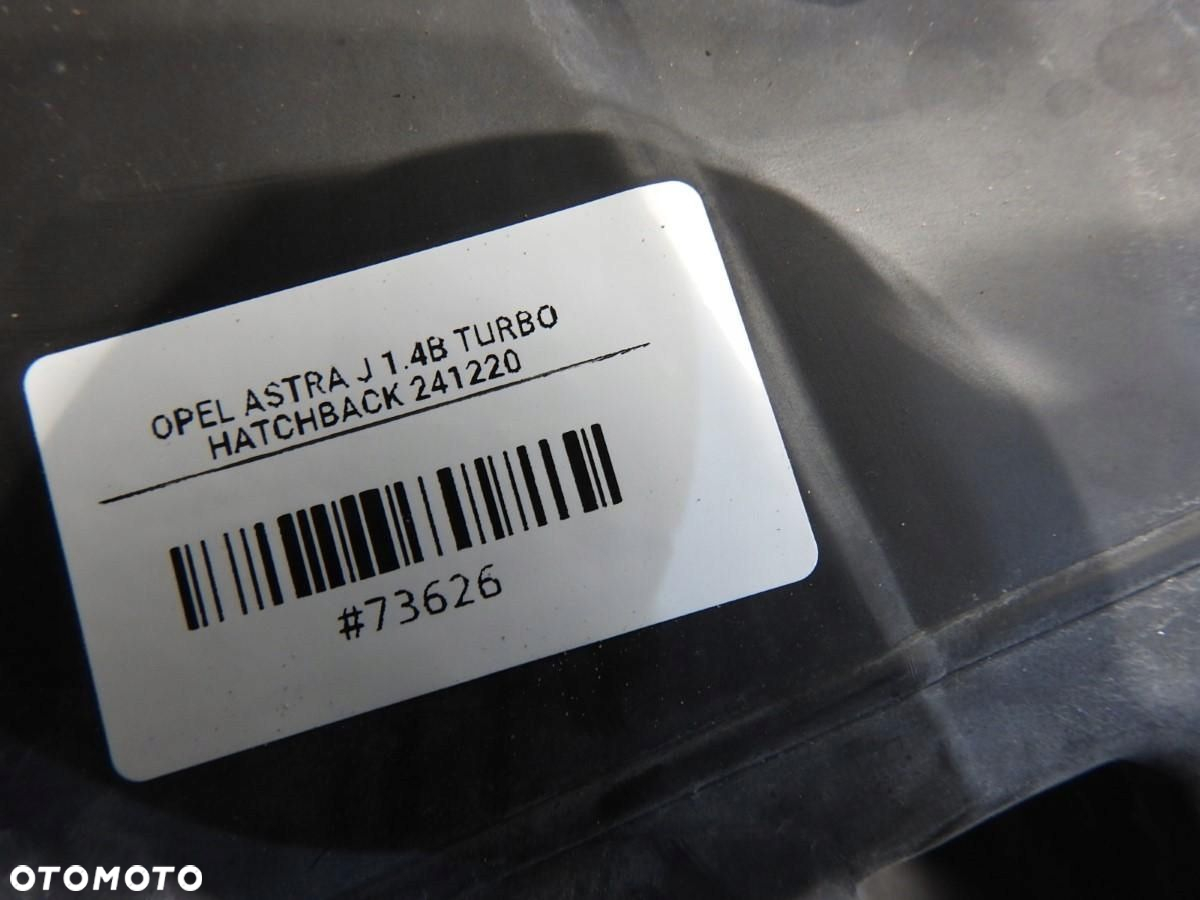 OPEL ASTRA J 1.4B TURBO
HATCHBACK 241220
#73626
OTOMOTO